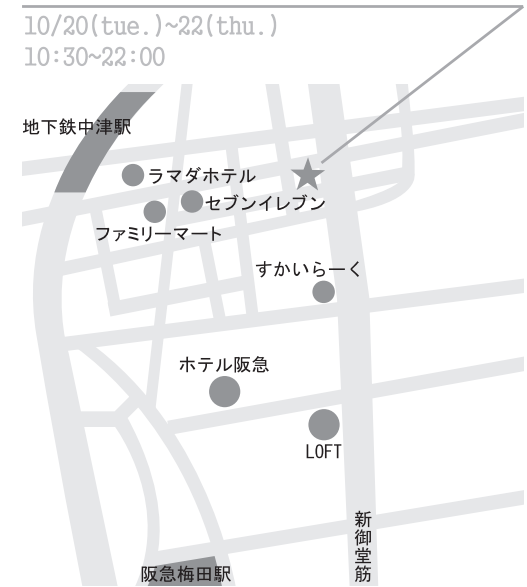 10/20(tue.)~22(thu.)
10:30~22:00
地下鉄中津駅
ラマダホテル
セブンイレブン
ファミリーマート
すかいらーく
ホテル阪急
LOFT
新御堂筋
阪急梅田駅